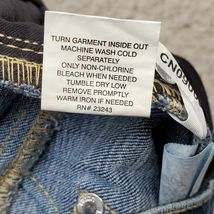 TURN GARMENT INSIDE OUT
MACHINE WASH COLD
SEPARATELY
ONLY NON-CHLORINE
BLEACH WHEN NEEDED
TUMBLE DRY LOW
REMOVE PROMPTLY
WARM IRON IF NEEDED
RN# 23243